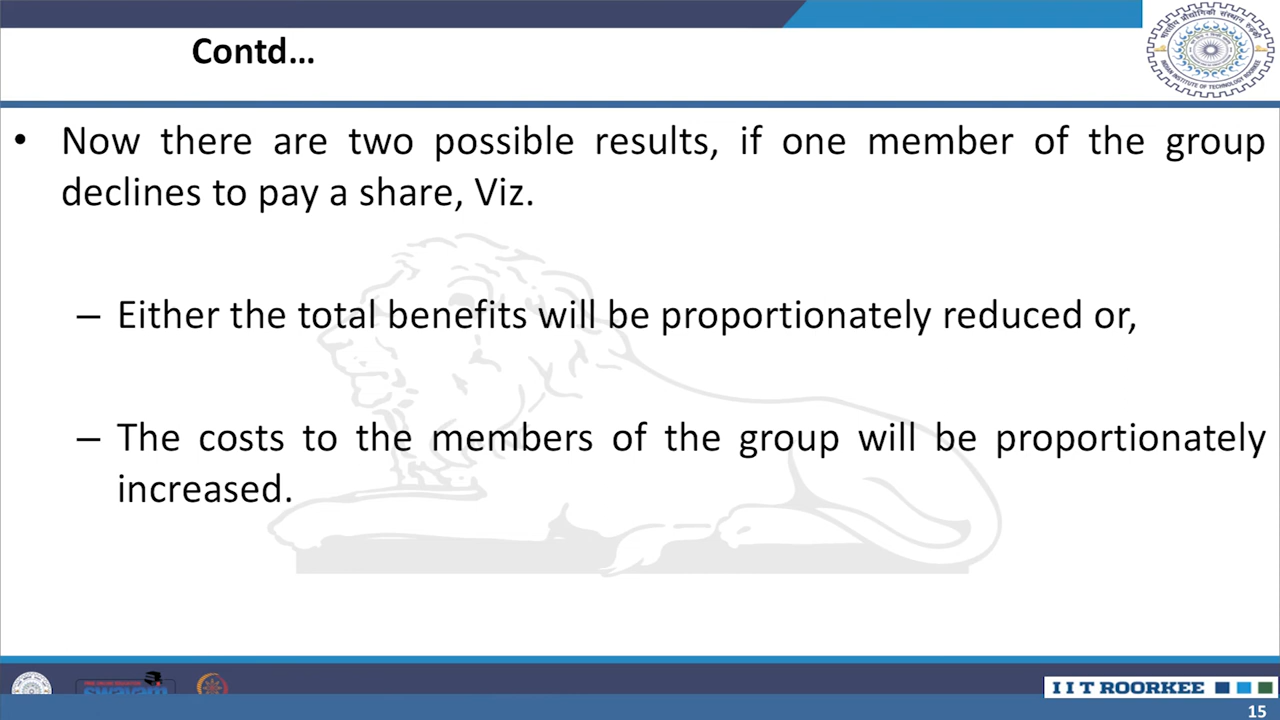 Contd...
• Now there are two possible results, if one member of the group
declines to pay a share, Viz.
– Either the total benefits will be proportionately reduced or,
– The costs to the members of the group will be proportionately
increased.
swayam
IIT ROORKEE
15